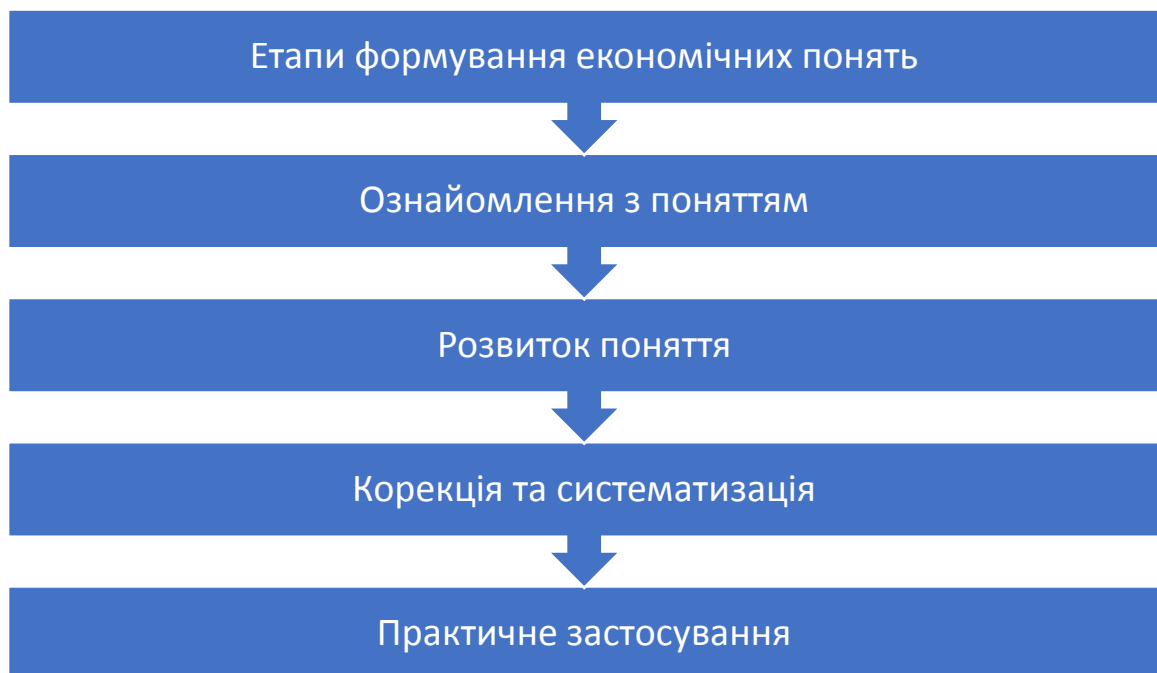 Етапи формування економічних понять
Ознайомлення з поняттям
Розвиток поняття
Корекція та систематизація
Практичне застосування